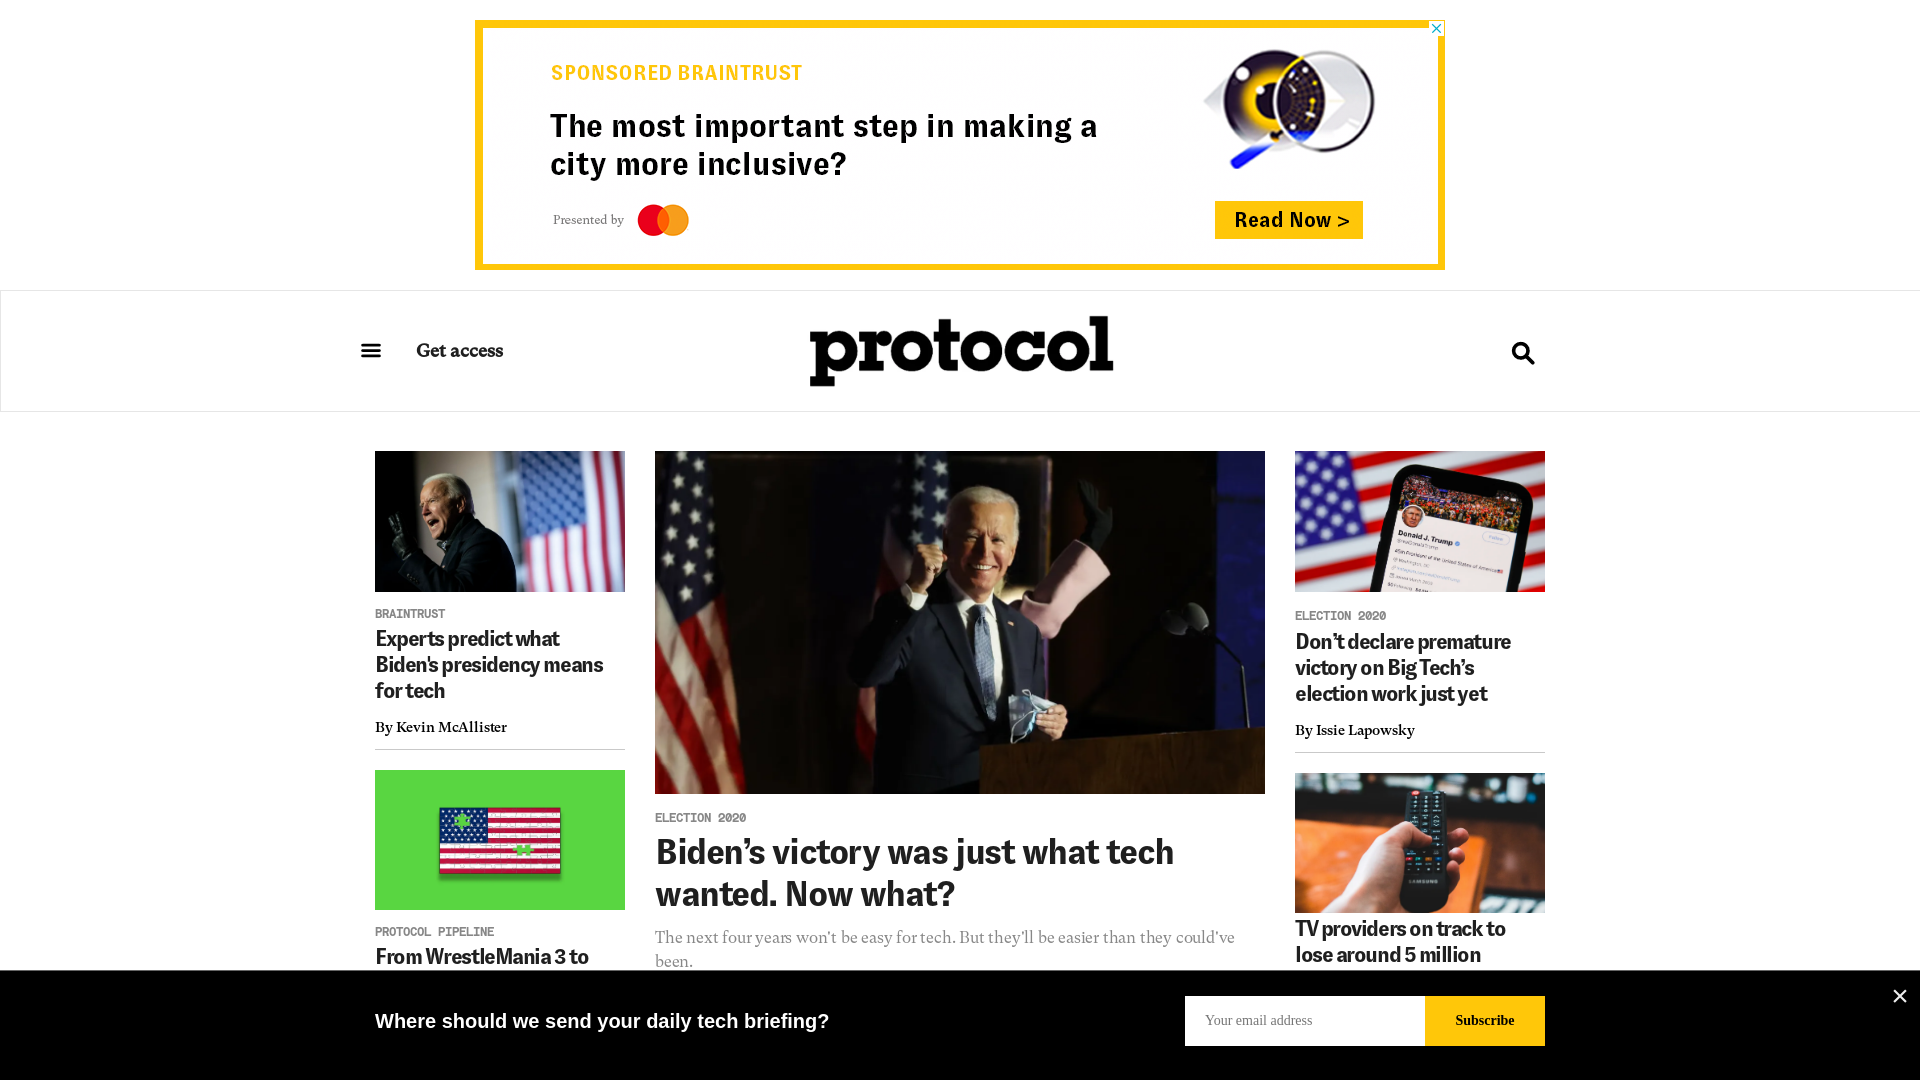 SPONSORED BRAINTRUST
The most important step in making a
city more inclusive?
Presented by
Read Now >
Get access
protocol
BRAINTRUST
Experts predict what
Biden's presidency means
for tech
By Kevin McAllister
PROTOCOL PIPELINE
From WrestleMania 3 to
ELECTION 2020
Biden’s victory was just what tech
wanted. Now what?
The next four years won't be easy for tech. But they'll be easier than they could've
been.
Donald J. Trump
Follow
ELECTION 2020
Don’t declare premature
victory on Big Tech’s
election work just yet
By Issie Lapowsky
SAMSUNG
TV providers on track to
lose around 5 million
Where should we send your daily tech briefing?
Your email address
Subscribe